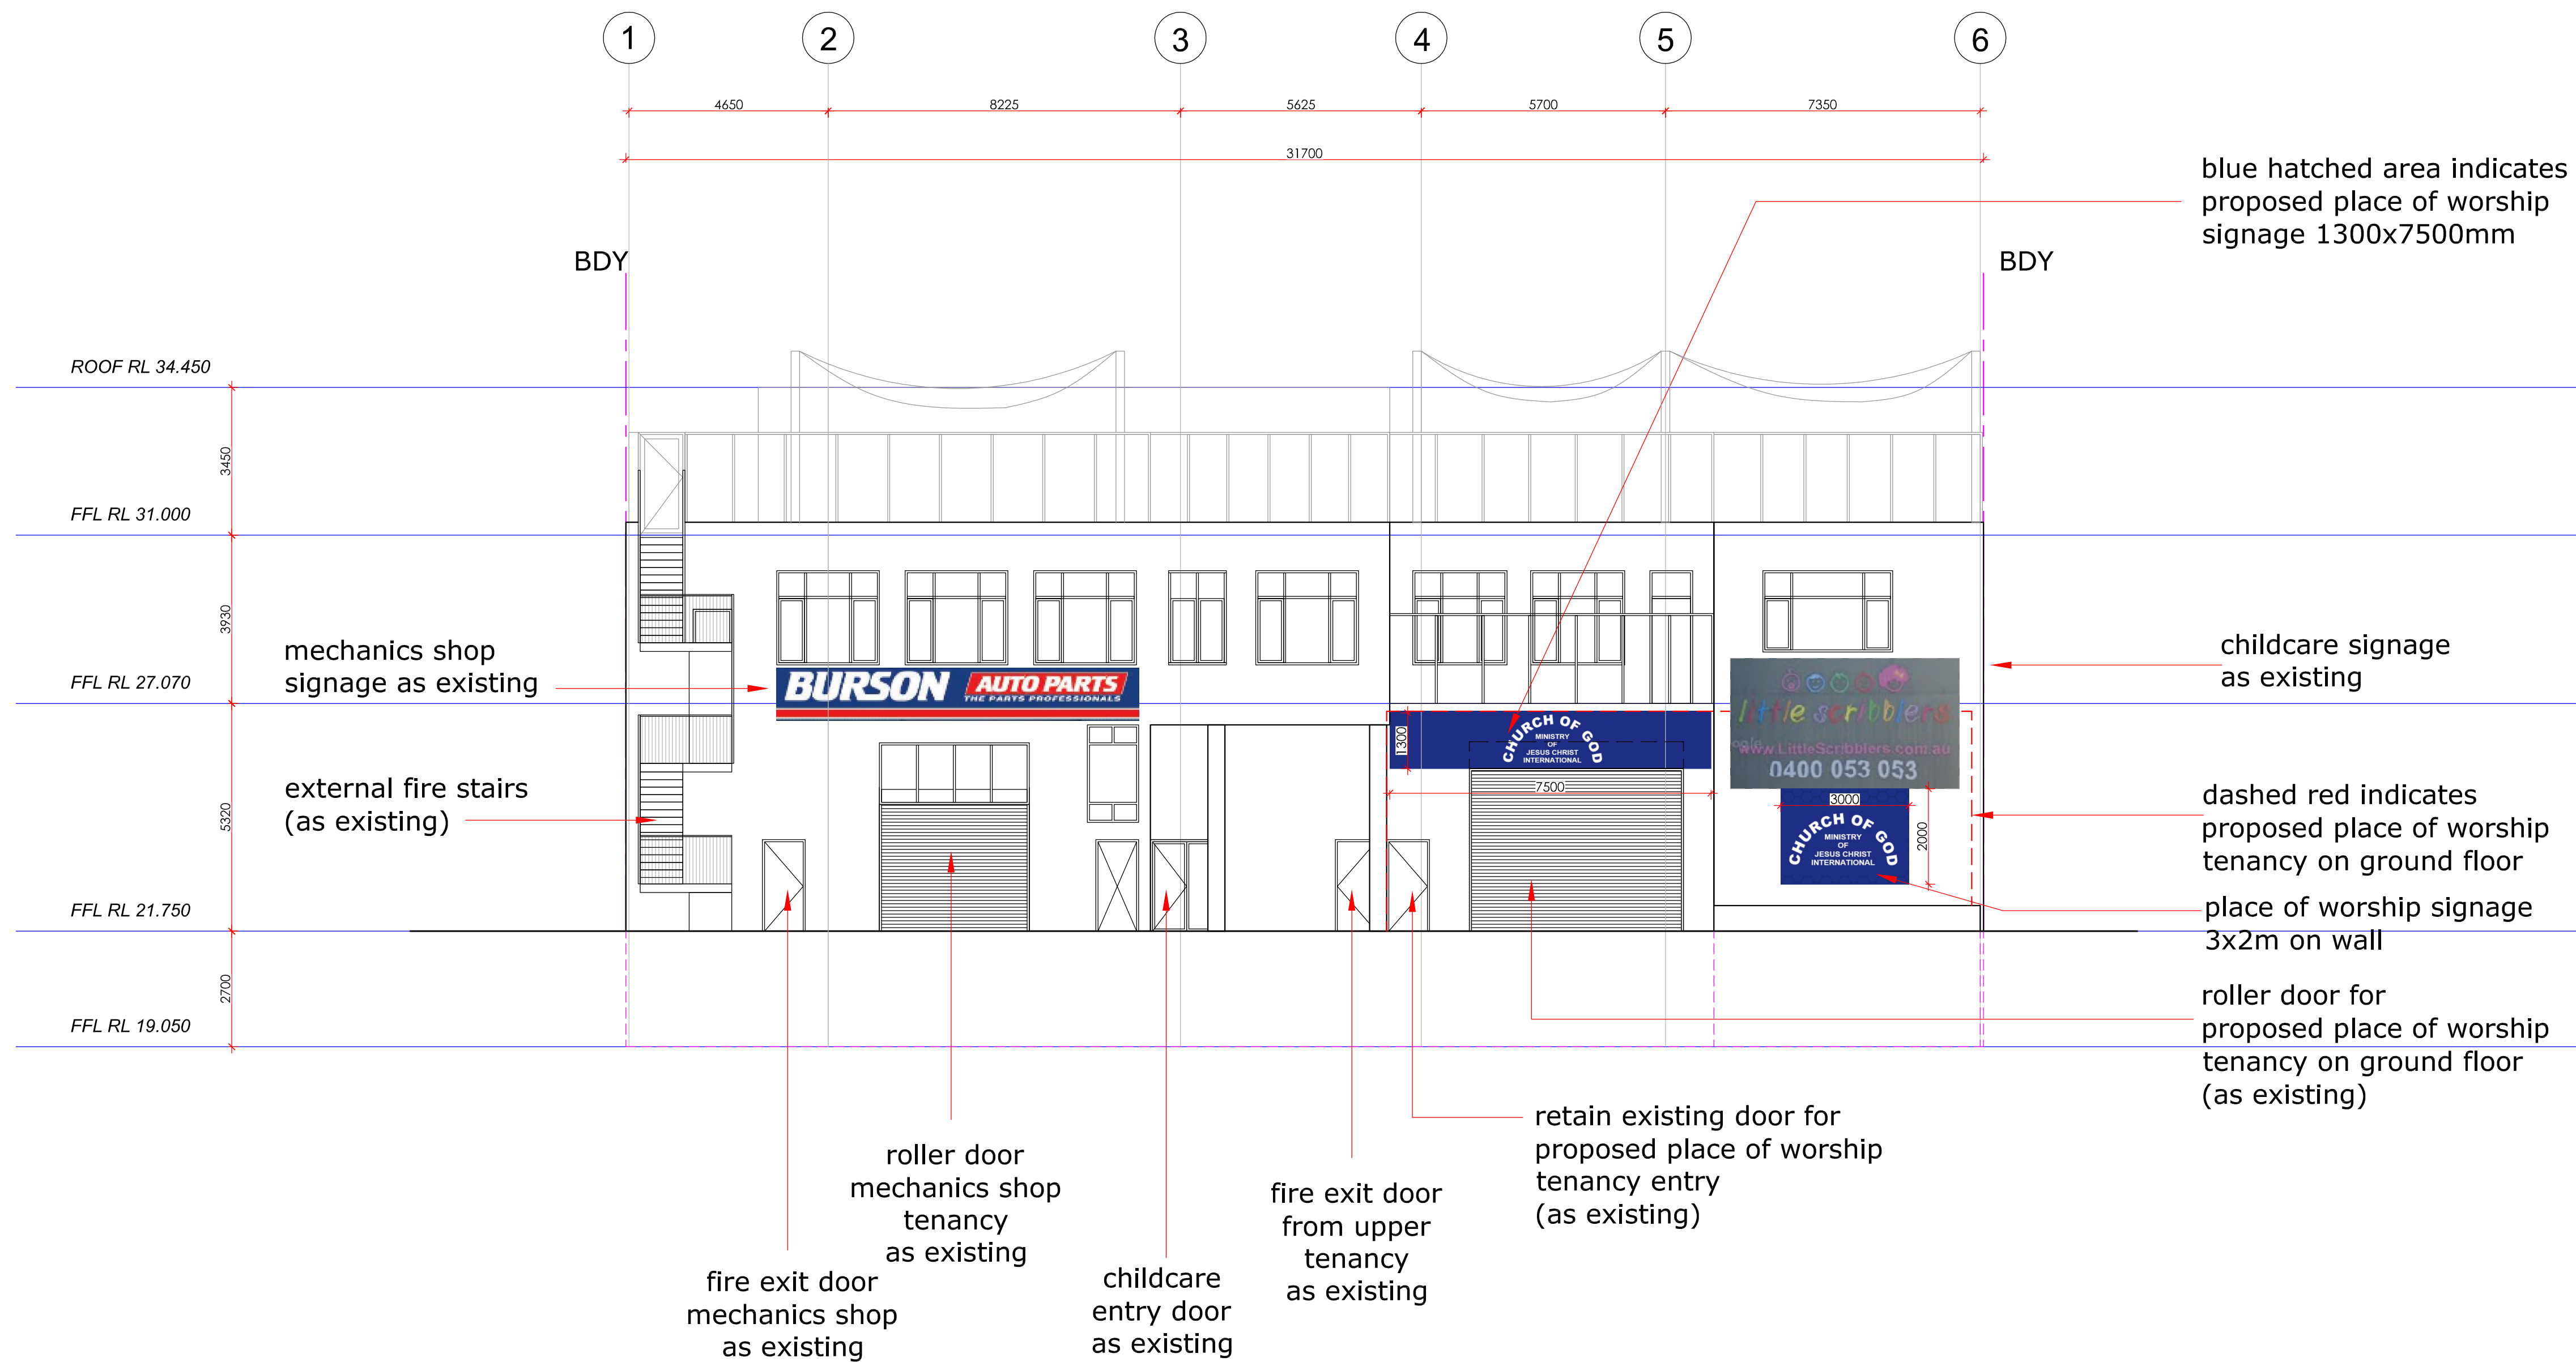 1 2 3 4 5 6
4650 8225 5625 5700 7350
31700
blue hatched area indicates
proposed place of worship
signage 1300x7500mm
BDY
BDY
ROOF RL 34.450
3450
FFL RL 31.000
3930
mechanics shop
signage as existing
FFL RL 27.070
BURSON AUTO PARTS
THE PARTS PROFESSIONALS
childcare signage
as existing
little scribblers
www.LittleScribblers.com.au
0400 053 053
1300
CHURCH OF GOD
MINISTRY
OF
JESUS CHRIST
INTERNATIONAL
7500
3000
2000
CHURCH OF GOD
MINISTRY
OF
JESUS CHRIST
INTERNATIONAL
external fire stairs
(as existing)
5320
dashed red indicates
proposed place of worship
tenancy on ground floor
FFL RL 21.750
place of worship signage
3x2m on wall
2700
FFL RL 19.050
roller door for
proposed place of worship
tenancy on ground floor
(as existing)
retain existing door for
proposed place of worship
tenancy entry
(as existing)
roller door
mechanics shop
tenancy
as existing
fire exit door
from upper
tenancy
as existing
fire exit door
mechanics shop
as existing
childcare
entry door
as existing